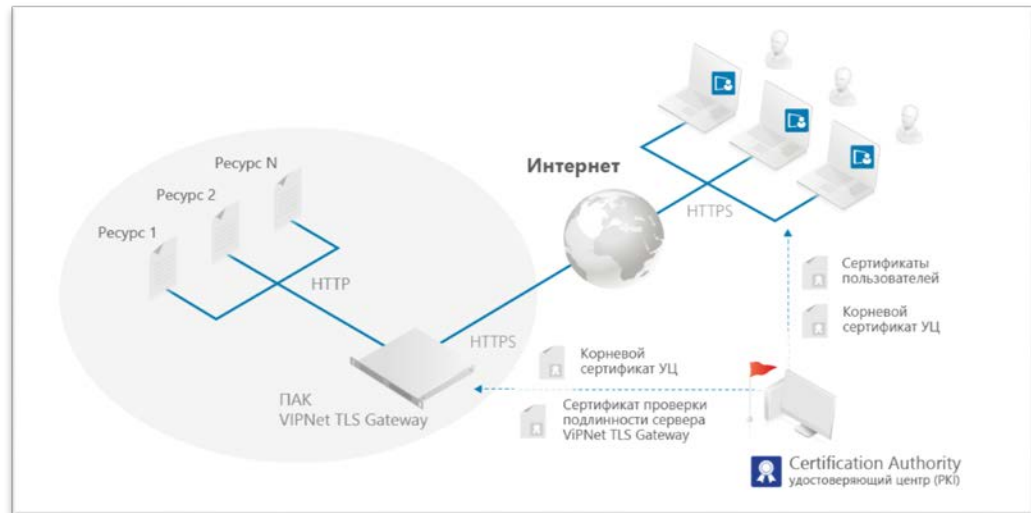 Ресурс N
Ресурс 2
Ресурс 1
HTTP
Интернет
HTTPS
HTTPS
ПАК
ViPNet TLS Gateway
Сертификаты
пользователей
Корневой
сертификат УЦ
Корневой
сертификат УЦ
Сертификат проверки
подлинности сервера
ViPNet TLS Gateway
Certification Authority
удостоверяющий центр (PKI)